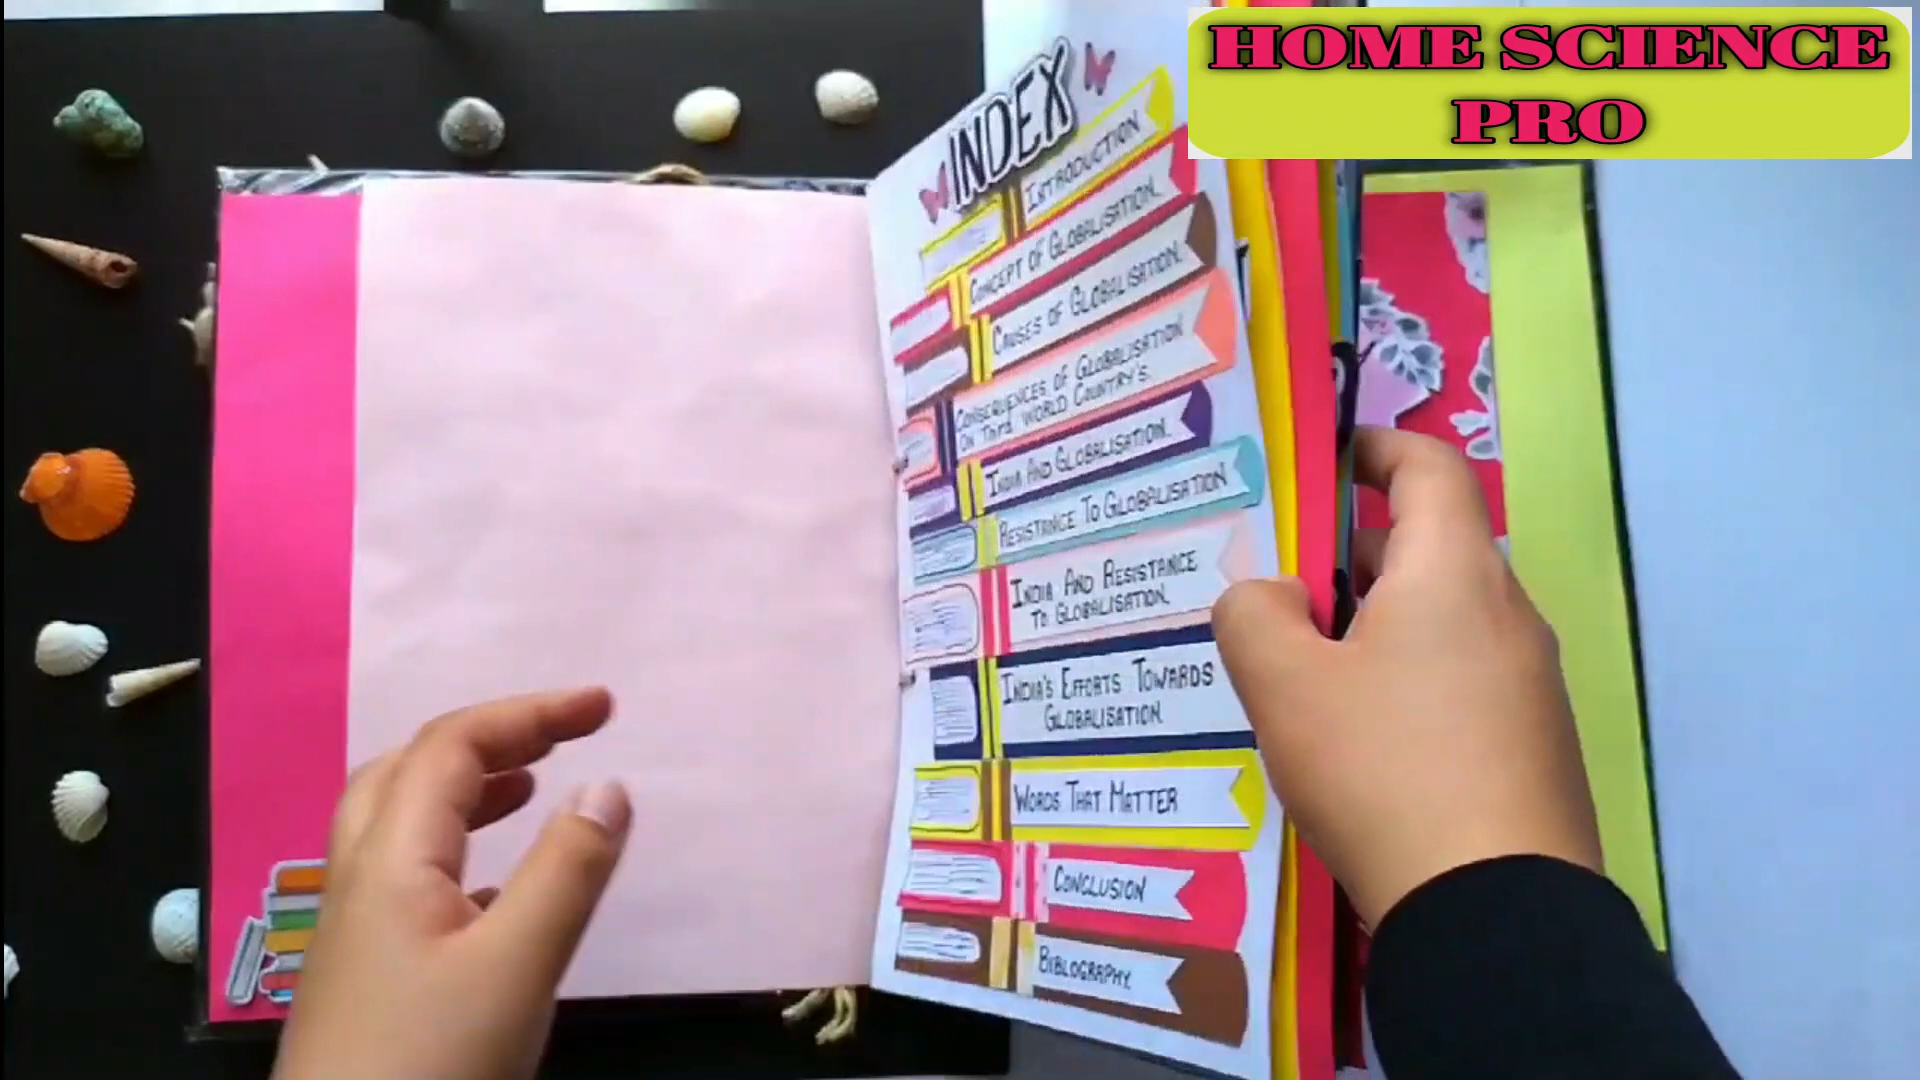 HOME SCIENCE
PRO
INDEX
INTRODUCTION
CONCEPT OF GLOBALISATION.
CAUSES OF GLOBALISATION.
CONSEQUENCES OF GLOBALISATION
ON Third WORLD COUNTRY'S.
INDIA AND GLOBALISATION.
RESISTANCE TO GLOBALISATION
INDIA AND RESISTANCE
TO GLOBALISATION.
INDIA'S EFFORTS TOWARDS
GLOBALISATION.
WORDS THAT MATTER
CONCLUSION
BIBLOGRAPHY.